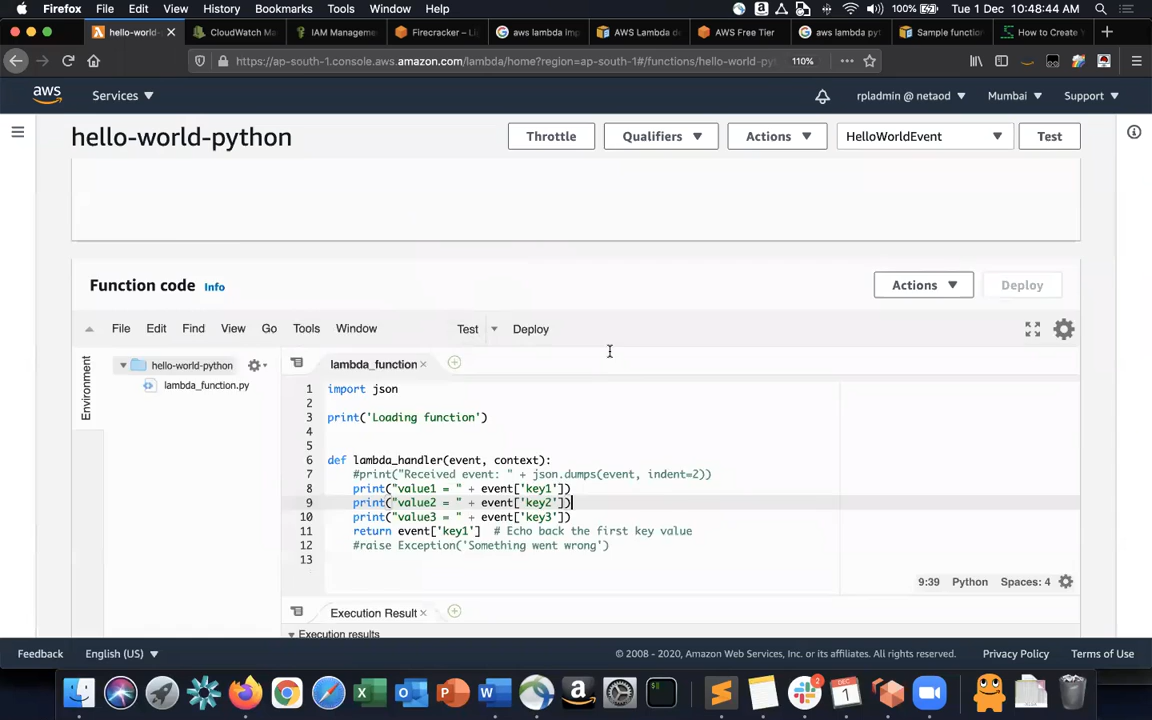 Firefox File Edit View History Bookmarks Tools Window Help 100% Tue 1 Dec 10:48:44 AM
hello-world- CloudWatch Ma IAM Manageme Firecracker – Li aws lambda imp AWS Lambda de AWS Free Tier aws lambda pyt Sample functio How to Create Y
https://ap-south-1.console.aws.amazon.com/lambda/home?region=ap-south-1#/functions/hello-world-pyt 110%
aws Services rpladmin @ netaod Mumbai Support
hello-world-python Throttle Qualifiers Actions HelloWorldEvent Test
Function code Info Actions Deploy
File Edit Find View Go Tools Window Test Deploy
Environment
hello-world-python
lambda_function.py
lambda_function
1 import json
2
3 print('Loading function')
4
5
6 def lambda_handler(event, context):
7 #print("Received event: " + json.dumps(event, indent=2))
8 print("value1 = " + event['key1'])
9 print("value2 = " + event['key2'])
10 print("value3 = " + event['key3'])
11 return event['key1'] # Echo back the first key value
12 #raise Exception('Something went wrong')
13
9:39 Python Spaces: 4
Execution Result
Execution results
Feedback English (US) © 2008 - 2020, Amazon Web Services, Inc. or its affiliates. All rights reserved. Privacy Policy Terms of Use